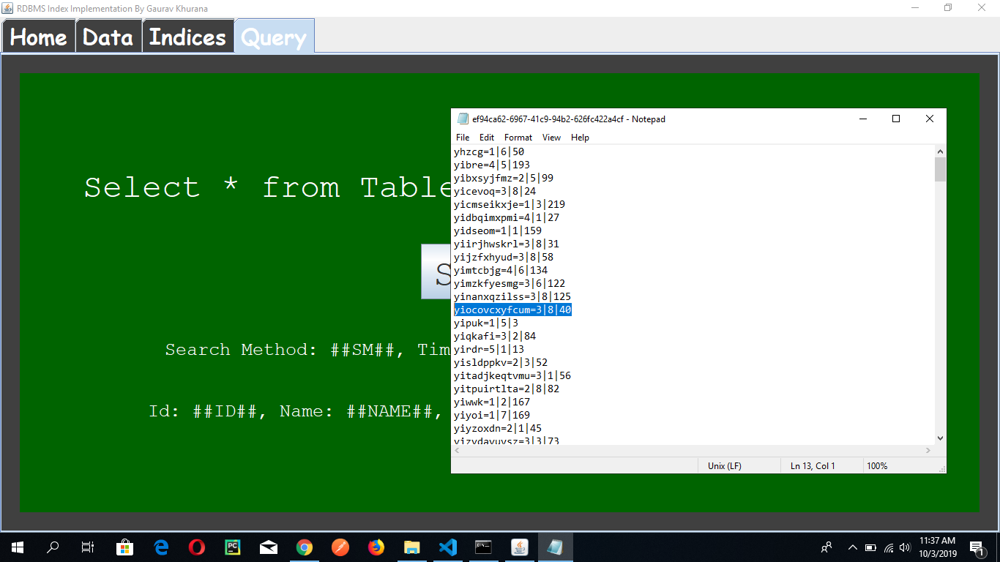 RDBMS Index Implementation By Gaurav Khurana
Home Data Indices Query
Select * from Table
S
Search Method: ##SM##, Tim
Id: ##ID##, Name: ##NAME##,
ef94ca62-6967-41c9-94b2-626fc422a4cf - Notepad
File Edit Format View Help
yhzcg=1|6|50
yibre=4|5|193
yibxsyjfmz=2|5|99
yicevoq=3|8|24
yicmseikxje=1|3|219
yidbqimxpmi=4|1|27
yidseom=1|1|159
yiirjhwskrl=3|8|31
yijzfxhyud=3|8|58
yimtcbjg=4|6|134
yimzkfyesmg=3|6|122
yinanxqzilss=3|8|125
yiocovcxyfcum=3|8|40
yipuk=1|5|3
yiqkafi=3|2|84
yirdr=5|1|13
yisldppkv=2|3|52
yitadjkeqtvmu=3|1|56
yitpuirtlta=2|8|82
yiwwk=1|2|167
yiyoi=1|7|169
yiyzoxdn=2|1|45
Unix (LF) Ln 13, Col 1 100%
PC
11:37 AM
10/3/2019
1